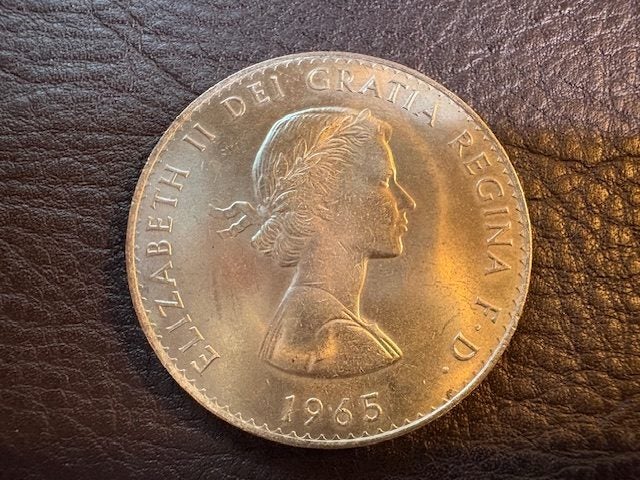 ELIZABETH II DEI GRATIA REGINA F.D.
1965